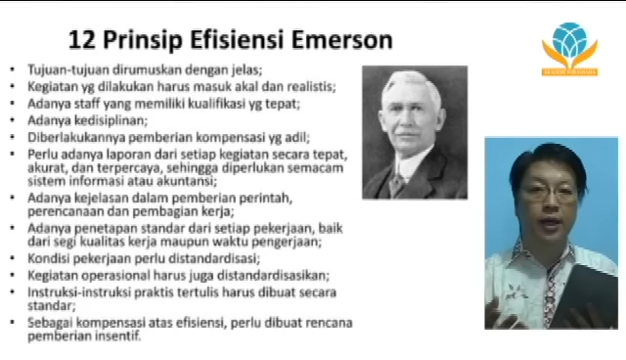 12 Prinsip Efisiensi Emerson
• Tujuan-tujuan dirumuskan dengan jelas;
• Kegiatan yg dilakukan harus masuk akal dan realistis;
• Adanya staff yang memiliki kualifikasi yg tepat;
• Adanya kedisiplinan;
• Diberlakukannya pemberian kompensasi yg adil;
• Perlu adanya laporan dari setiap kegiatan secara tepat,
akurat, dan terpercaya, sehingga diperlukan semacam
sistem informasi atau akuntansi;
• Adanya kejelasan dalam pemberian perintah,
perencanaan dan pembagian kerja;
• Adanya penetapan standar dari setiap pekerjaan, baik
dari segi kualitas kerja maupun waktu pengerjaan;
• Kondisi pekerjaan perlu distandardisasi;
• Kegiatan operasional harus juga distandardisasikan;
• Instruksi-instruksi praktis tertulis harus dibuat secara
standar;
• Sebagai kompensasi atas efisiensi, perlu dibuat rencana
pemberian insentif.